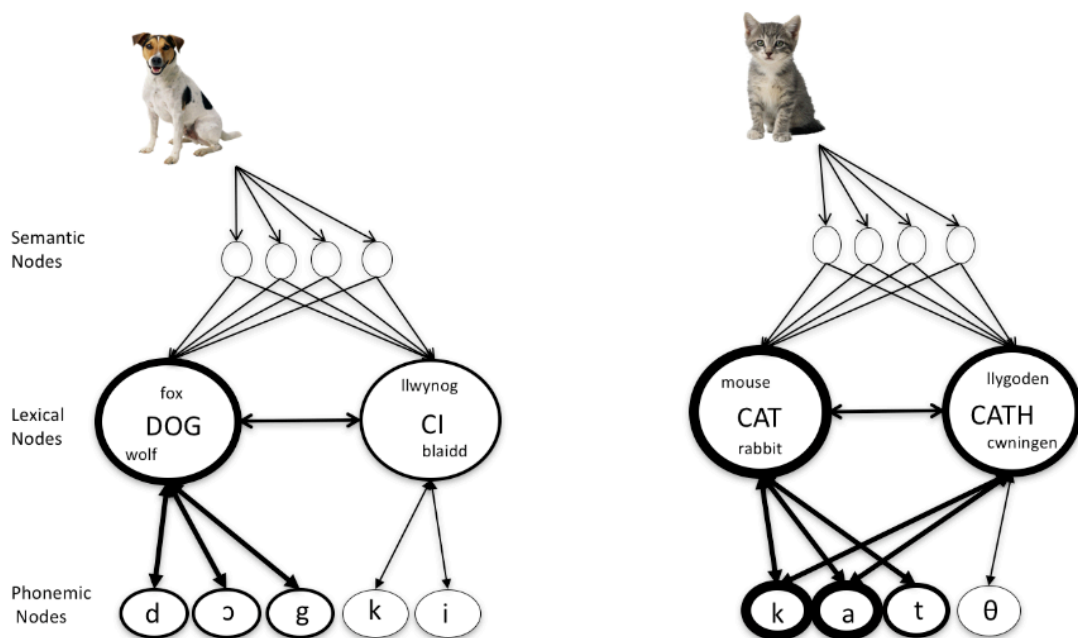 Semantic
Nodes
Lexical
Nodes
fox
DOG
wolf
llwynog
CI
blaidd
mouse
CAT
rabbit
llygoden
CATH
cwningen
Phonemic
Nodes
d ɔ g k i
k a t θ